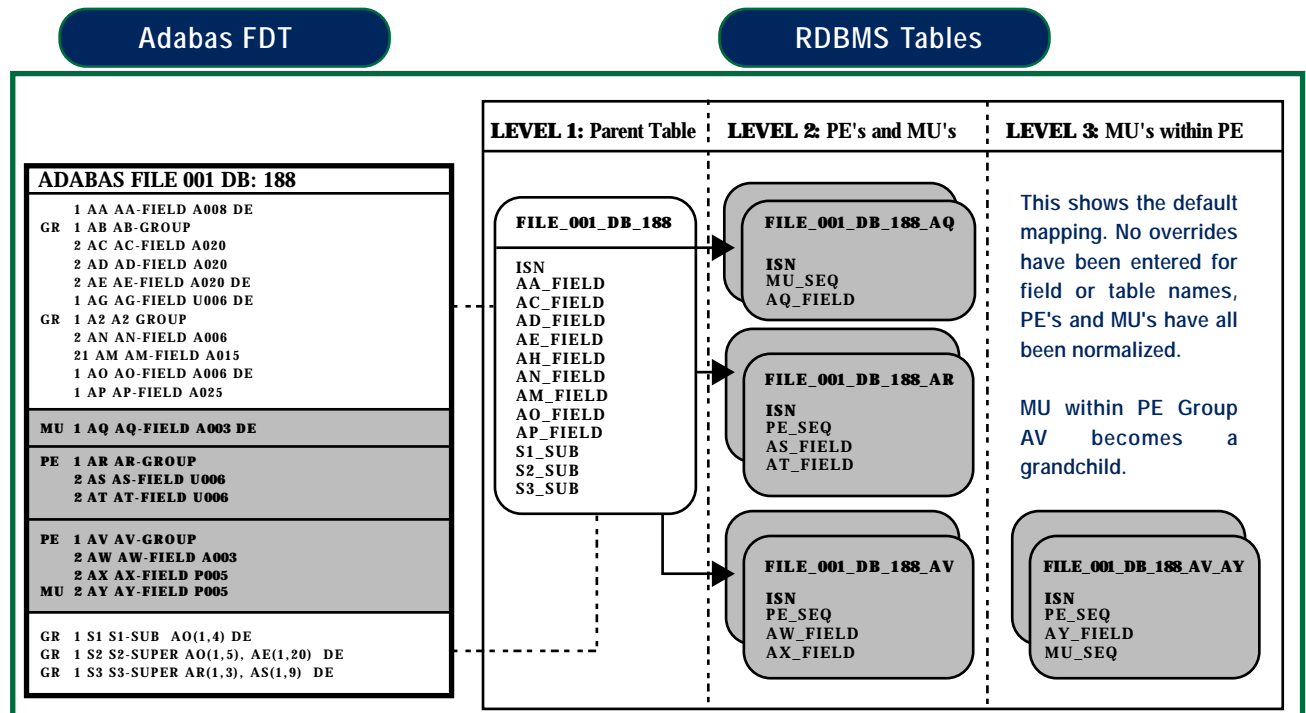 Adabas FDT
RDBMS Tables
LEVEL 1: Parent Table
LEVEL 2: PE's and MU's
LEVEL 3: MU's within PE
ADABAS FILE 001 DB: 188
1 AA AA-FIELD A008 DE
GR 1 AB AB-GROUP
2 AC AC-FIELD A020
2 AD AD-FIELD A020
2 AE AE-FIELD A020 DE
1 AG AG-FIELD U006 DE
GR 1 A2 A2 GROUP
2 AN AN-FIELD A006
21 AM AM-FIELD A015
1 AO AO-FIELD A006 DE
1 AP AP-FIELD A025
MU 1 AQ AQ-FIELD A003 DE
PE 1 AR AR-GROUP
2 AS AS-FIELD U006
2 AT AT-FIELD U006
PE 1 AV AV-GROUP
2 AW AW-FIELD A003
2 AX AX-FIELD P005
MU 2 AY AY-FIELD P005
GR 1 S1 S1-SUB AO(1,4) DE
GR 1 S2 S2-SUPER AO(1,5), AE(1,20) DE
GR 1 S3 S3-SUPER AR(1,3), AS(1,9) DE
FILE_001_DB_188
ISN
AA_FIELD
AC_FIELD
AD_FIELD
AE_FIELD
AH_FIELD
AN_FIELD
AM_FIELD
AO_FIELD
AP_FIELD
S1_SUB
S2_SUB
S3_SUB
FILE_001_DB_188_AQ
ISN
MU_SEQ
AQ_FIELD
FILE_001_DB_188_AR
ISN
PE_SEQ
AS_FIELD
AT_FIELD
FILE_001_DB_188_AV
ISN
PE_SEQ
AW_FIELD
AX_FIELD
This shows the default
mapping. No overrides
have been entered for
field or table names,
PE's and MU's have all
been normalized.
MU within PE Group
AV becomes a
grandchild.
FILE_001_DB_188_AV_AY
ISN
PE_SEQ
AY_FIELD
MU_SEQ